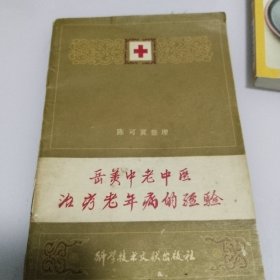 陈可冀整理
岳美中老中医
治疗老年病的经验
科学技术文献出版社